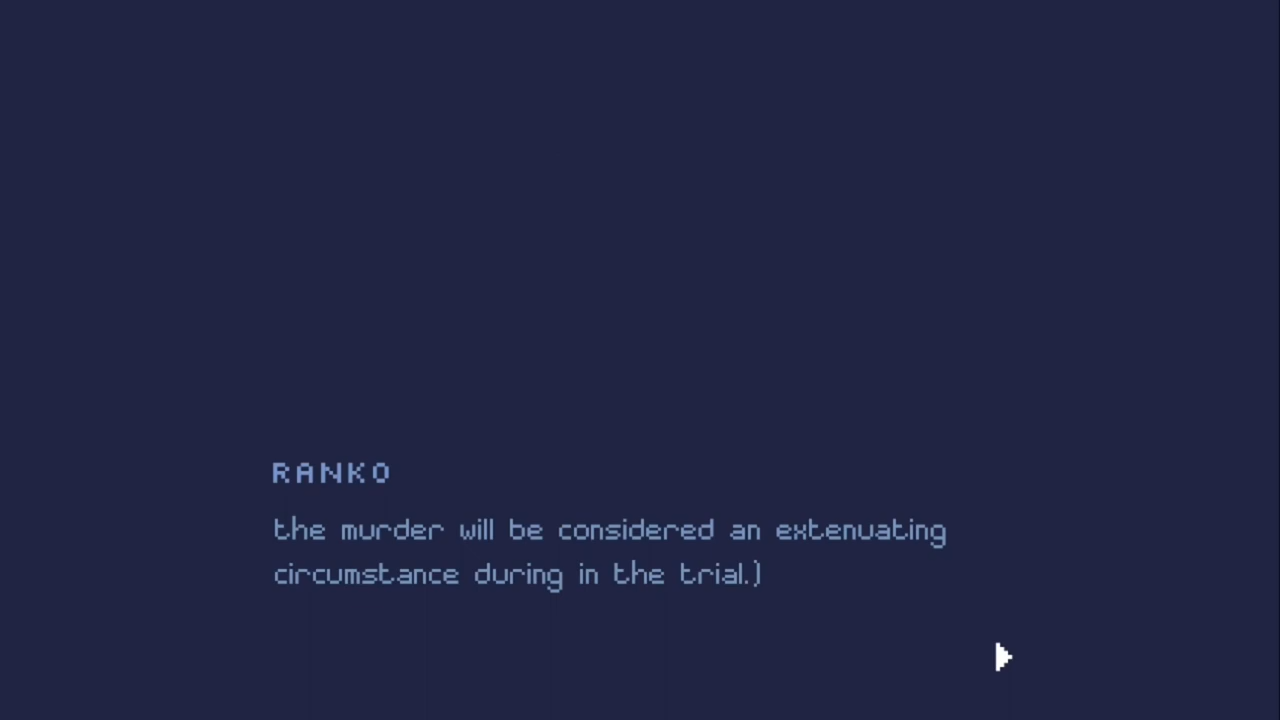 RANKO
the murder will be considered an extenuating
circumstance during in the trial.)